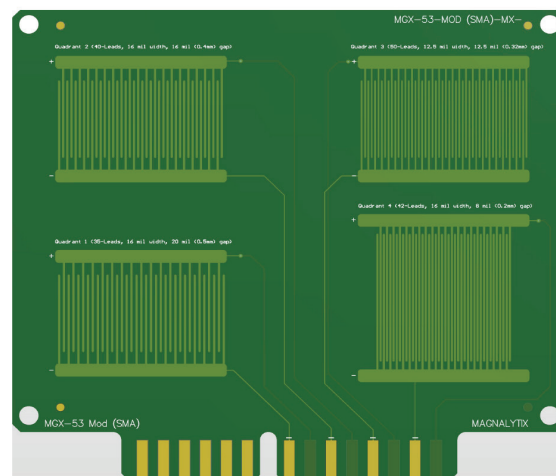 MGX-53-MOD (SMA)-MX-
Quadrant 2 (40-Leads, 16 mil width, 16 mil (0.4mm) gap)
Quadrant 3 (50-Leads, 12.5 mil width, 12.5 mil (0.32mm) gap)
+
+
-
-
Quadrant 4 (42-Leads, 16 mil width, 8 mil (0.2mm) gap)
+
Quadrant 1 (35-Leads, 16 mil width, 20 mil (0.5mm) gap)
+
-
-
MGX-53 Mod (SMA)
MAGNALYTIX
- - - -